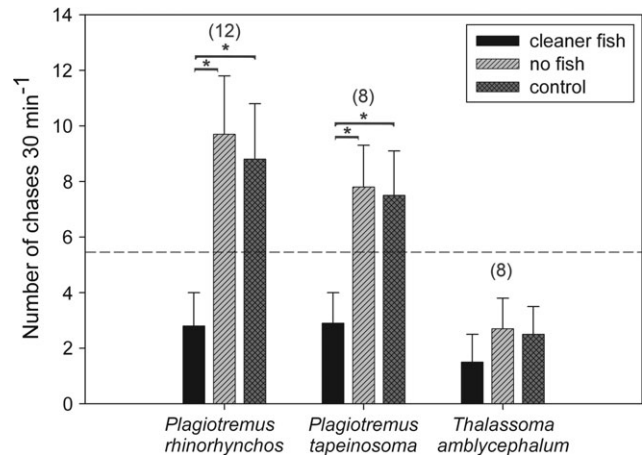 14
12
10
8
6
4
2
0
Number of chases 30 min⁻¹
(12)
* *
(8)
* *
(8)
cleaner fish
no fish
control
Plagiotremus
rhinorhynchos
Plagiotremus
tapeinosoma
Thalassoma
amblycephalum